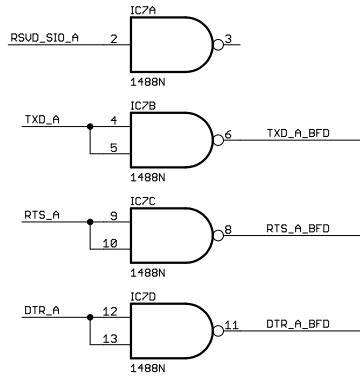 IC7A
RSVD_SIO_A 2 3
1488N
IC7B
TXD_A 4 6 TXD_A_BFD
5
1488N
IC7C
RTS_A 9 8 RTS_A_BFD
10
1488N
IC7D
DTR_A 12 11 DTR_A_BFD
13
1488N